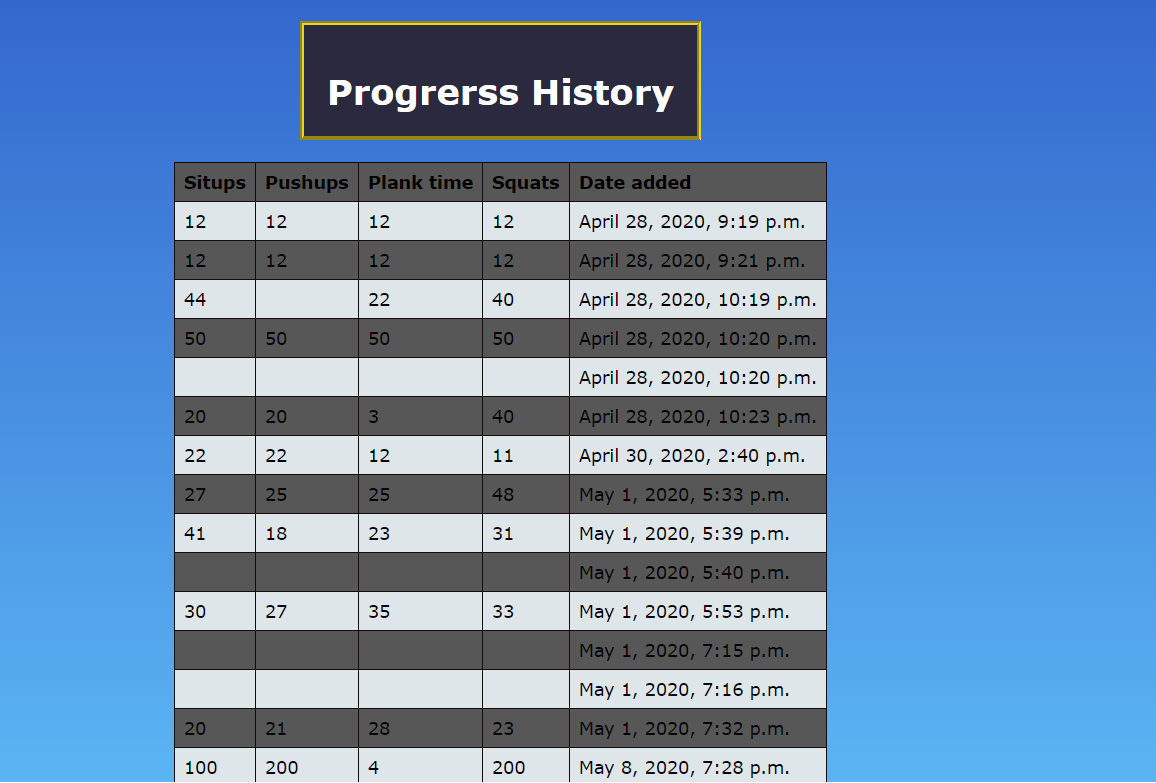 Progrerss History
Situps Pushups Plank time Squats Date added
12 12 12 12 April 28, 2020, 9:19 p.m.
12 12 12 12 April 28, 2020, 9:21 p.m.
44 22 40 April 28, 2020, 10:19 p.m.
50 50 50 50 April 28, 2020, 10:20 p.m.
April 28, 2020, 10:20 p.m.
20 20 3 40 April 28, 2020, 10:23 p.m.
22 22 12 11 April 30, 2020, 2:40 p.m.
27 25 25 48 May 1, 2020, 5:33 p.m.
41 18 23 31 May 1, 2020, 5:39 p.m.
May 1, 2020, 5:40 p.m.
30 27 35 33 May 1, 2020, 5:53 p.m.
May 1, 2020, 7:15 p.m.
May 1, 2020, 7:16 p.m.
20 21 28 23 May 1, 2020, 7:32 p.m.
100 200 4 200 May 8, 2020, 7:28 p.m.